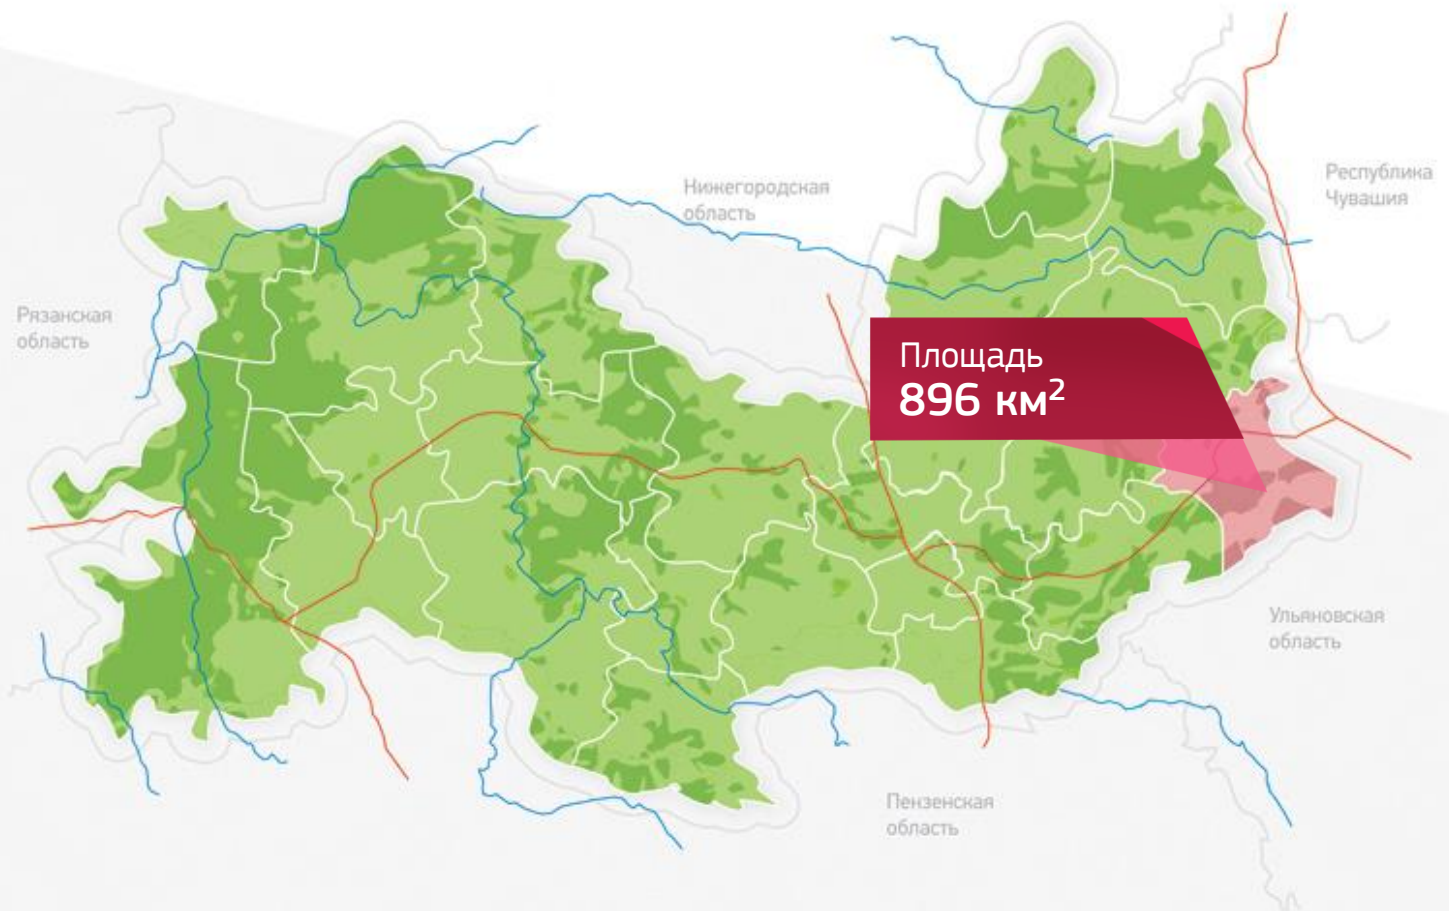 Нижегородская
область
Республика
Чувашия
Рязанская
область
Площадь
896 км²
Ульяновская
область
Пензенская
область